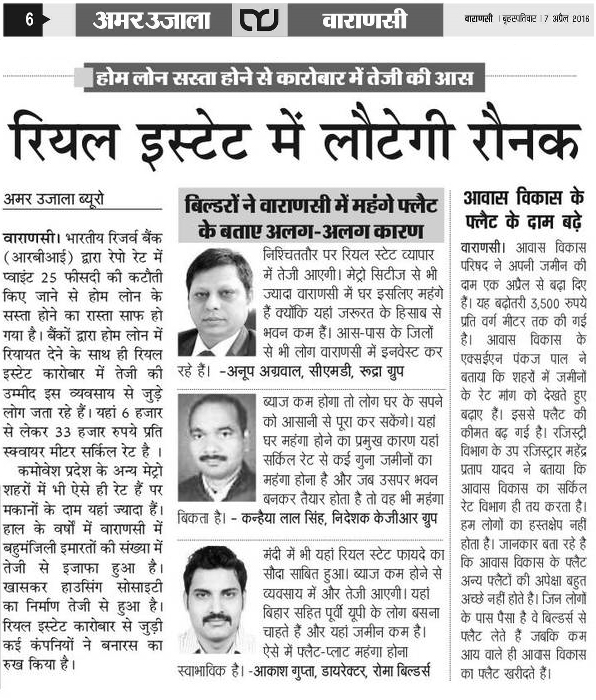 6
अमर उजाला
वाराणसी
वाराणसी | बृहस्पतिवार | 7 अप्रैल 2016
होम लोन सस्ता होने से कारोबार में तेजी की आस
रियल इस्टेट में लौटेगी रौनक
अमर उजाला ब्यूरो
वाराणसी। भारतीय रिजर्व बैंक
(आरबीआई) द्वारा रेपो रेट में
प्वाइंट 25 फीसदी की कटौती
किए जाने से होम लोन के
सस्ता होने का रास्ता साफ हो
गया है। बैंकों द्वारा होम लोन में
रियायत देने के साथ ही रियल
इस्टेट कारोबार में तेजी की
उम्मीद इस व्यवसाय से जुड़े
लोग जता रहे हैं। यहां 6 हजार
से लेकर 33 हजार रुपये प्रति
स्क्वायर मीटर सर्किल रेट है ।
कमोवेश प्रदेश के अन्य मेट्रो
शहरों में भी ऐसे ही रेट हैं पर
मकानों के दाम यहां ज्यादा हैं।
हाल के वर्षों में वाराणसी में
बहुमंजिली इमारतों की संख्या में
तेजी से इजाफा हुआ है।
खासकर हाउसिंग सोसाइटी
का निर्माण तेजी से हुआ है।
रियल इस्टेट कारोबार से जुड़ी
कई कंपनियों ने बनारस का
रुख किया है।
बिल्डरों ने वाराणसी में महंगे फ्लैट
के बताए अलग-अलग कारण
निश्चिततौर पर रियल स्टेट व्यापार
में तेजी आएगी। मेट्रो सिटीज से भी
ज्यादा वाराणसी में घर इसलिए महंगे
हैं क्योंकि यहां जरूरत के हिसाब से
भवन कम हैं। आस-पास के जिलों
से भी लोग वाराणसी में इनवेस्ट कर
रहे हैं। -अनूप अग्रवाल, सीएमडी, रूद्रा ग्रुप
ब्याज कम होगा तो लोग घर के सपने
को आसानी से पूरा कर सकेंगे। यहां
घर महंगा होने का प्रमुख कारण यहां
सर्किल रेट से कई गुना जमीनों का
महंगा होना है और जब उसपर भवन
बनकर तैयार होता है तो वह भी महंगा
बिकता है। - कन्हैया लाल सिंह, निदेशक केजीआर ग्रुप
मंदी में भी यहां रियल स्टेट फायदे का
सौदा साबित हुआ। ब्याज कम होने से
व्यवसाय में और तेजी आएगी। यहां
बिहार सहित पूर्वी यूपी के लोग बसना
चाहते हैं और यहां जमीन कम है।
ऐसे में फ्लैट-प्लाट महंगा होना
स्वाभाविक है। -आकाश गुप्ता, डायरेक्टर, रोमा बिल्डर्स
आवास विकास के
फ्लैट के दाम बढ़े
वाराणसी। आवास विकास
परिषद ने अपनी जमीन की
दाम एक अप्रैल से बढ़ा दिए
हैं। यह बढ़ोतरी 3,500 रुपये
प्रति वर्ग मीटर तक की गई
है। आवास विकास के
एक्सईएन पंकज पाल ने
बताया कि शहरों में जमीनों
के रेट मांग को देखते हुए
बढ़ाए हैं। इससे फ्लैट की
कीमत बढ़ गई है। रजिस्ट्री
विभाग के उप रजिस्ट्रार महेंद्र
प्रताप यादव ने बताया कि
आवास विकास का सर्किल
रेट विभाग ही तय करता है।
हम लोगों का हस्तक्षेप नहीं
होता है। जानकार बता रहे है
कि आवास विकास के फ्लैट
अन्य फ्लैटों की अपेक्षा बहुत
अच्छे नहीं होते है। जिन लोगों
के पास पैसा है वे बिल्डर्स से
फ्लैट लेते हैं जबकि कम
आय वाले ही आवास विकास
का फ्लैट खरीदते हैं।